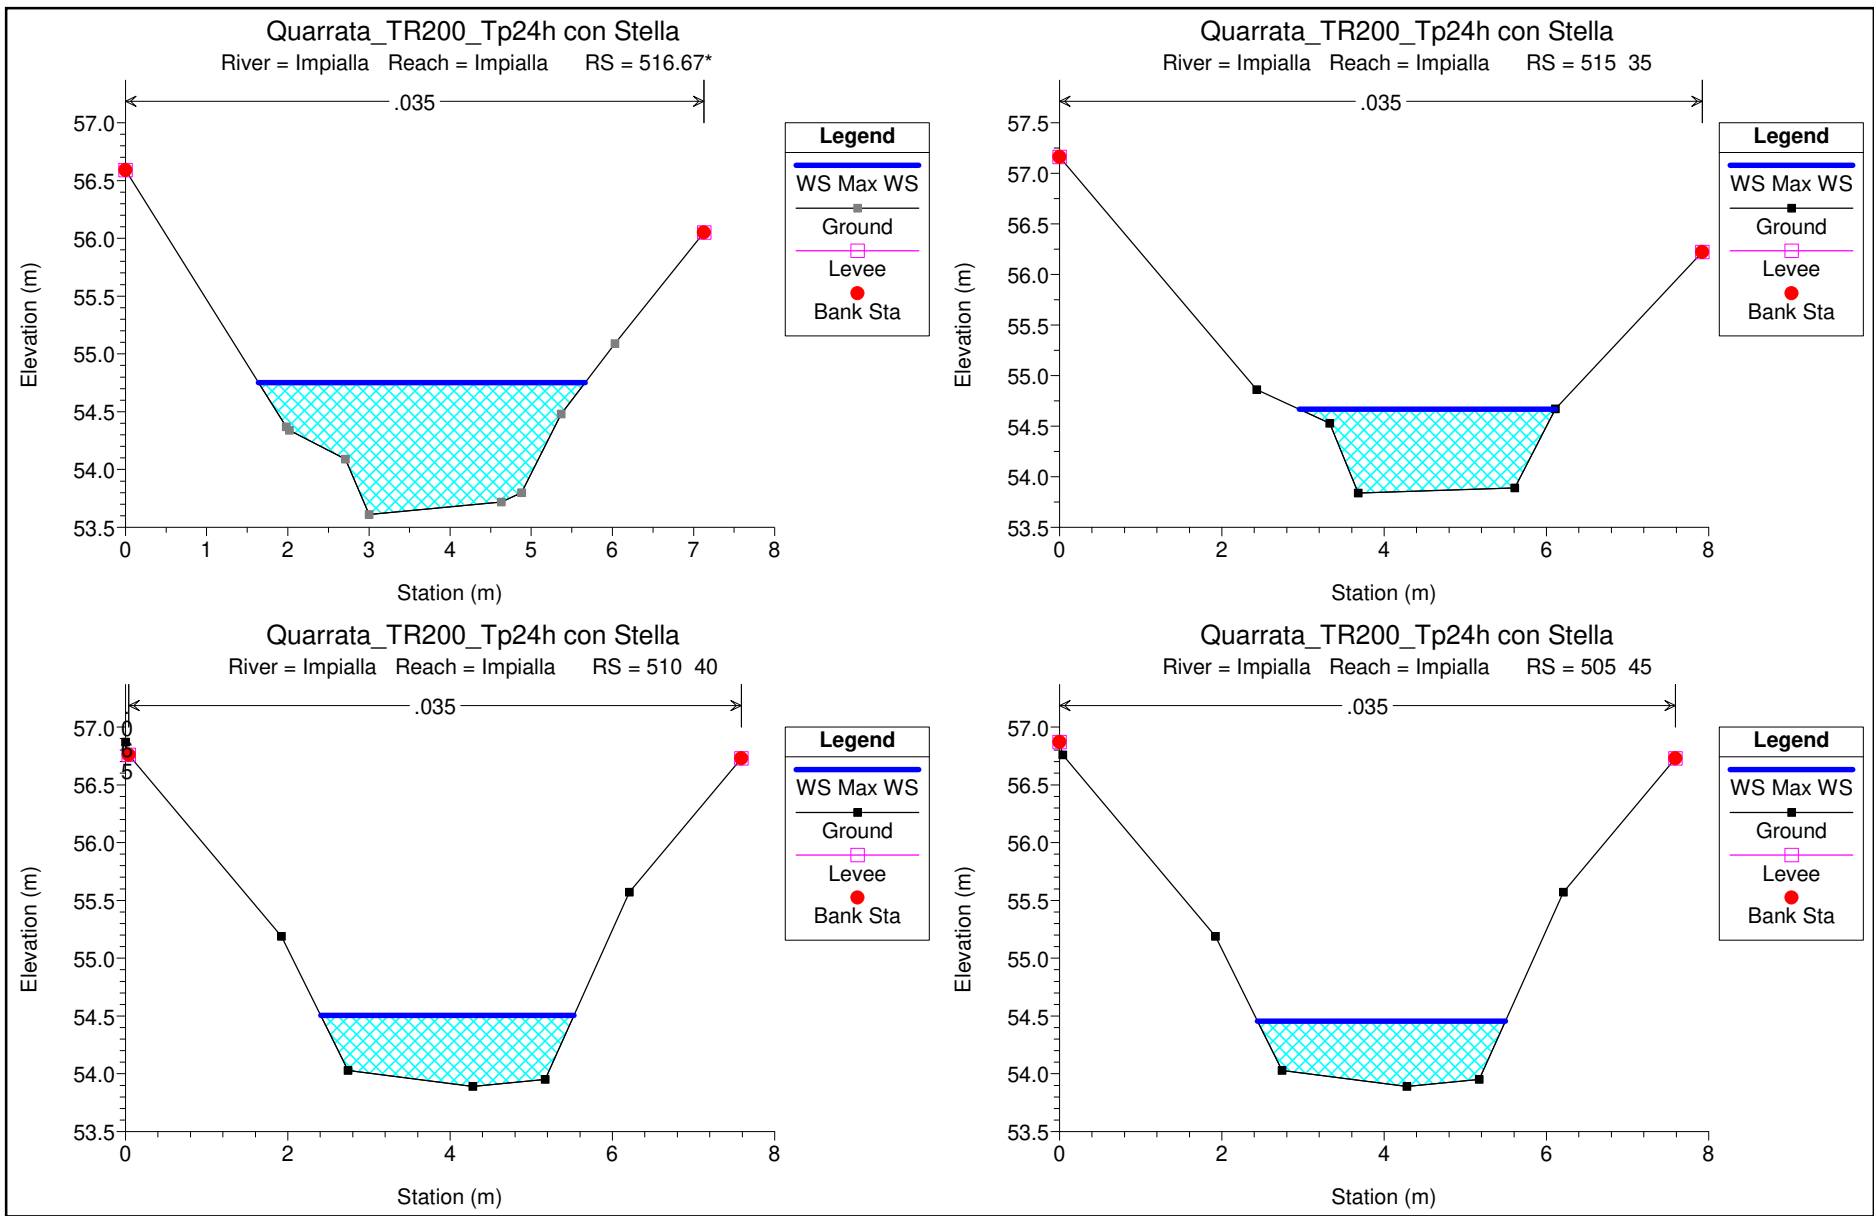 Quarrata_TR200_Tp24h con Stella
River = Impialla Reach = Impialla RS = 516.67*
.035
57.0
56.5
56.0
55.5
55.0
54.5
54.0
53.5
0 1 2 3 4 5 6 7 8
Elevation (m)
Station (m)
Legend
WS Max WS
Ground
Levee
Bank Sta
Quarrata_TR200_Tp24h con Stella
River = Impialla Reach = Impialla RS = 515 35
.035
57.5
57.0
56.5
56.0
55.5
55.0
54.5
54.0
53.5
0 2 4 6 8
Elevation (m)
Station (m)
Legend
WS Max WS
Ground
Levee
Bank Sta
Quarrata_TR200_Tp24h con Stella
River = Impialla Reach = Impialla RS = 510 40
.035
57.0
56.5
56.0
55.5
55.0
54.5
54.0
53.5
0 2 4 6 8
Elevation (m)
Station (m)
Legend
WS Max WS
Ground
Levee
Bank Sta
Quarrata_TR200_Tp24h con Stella
River = Impialla Reach = Impialla RS = 505 45
.035
57.0
56.5
56.0
55.5
55.0
54.5
54.0
53.5
0 2 4 6 8
Elevation (m)
Station (m)
Legend
WS Max WS
Ground
Levee
Bank Sta